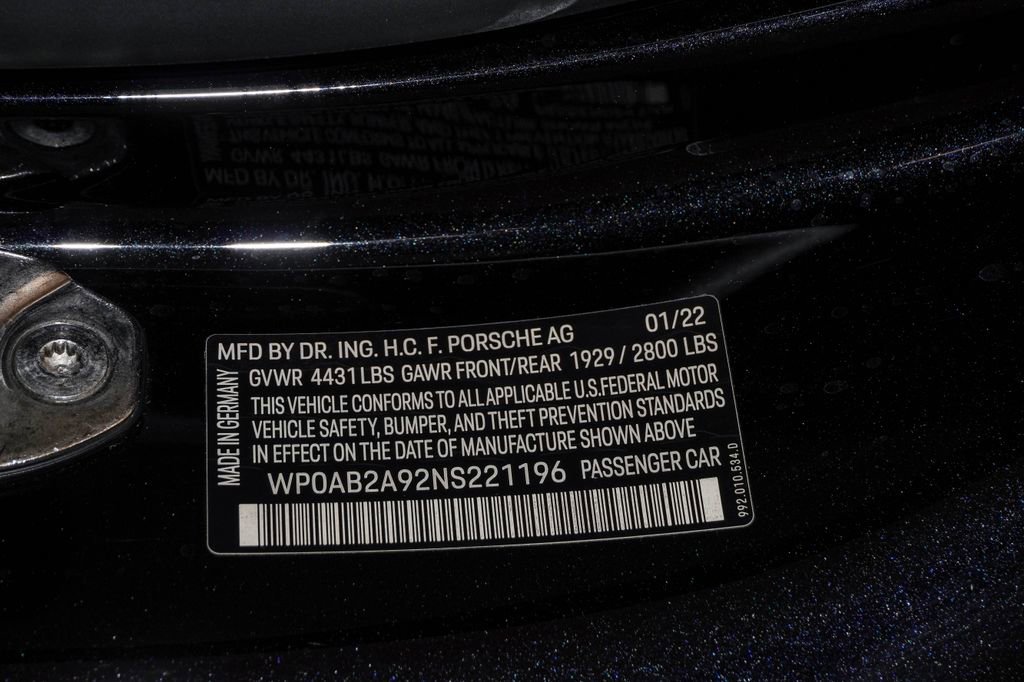 MFD BY DR. ING. H.C. F. PORSCHE AG 01/22
GVWR 4431 LBS GAWR FRONT/REAR 1929 / 2800 LBS
THIS VEHICLE CONFORMS TO ALL APPLICABLE U.S.FEDERAL MOTOR
VEHICLE SAFETY, BUMPER, AND THEFT PREVENTION STANDARDS
IN EFFECT ON THE DATE OF MANUFACTURE SHOWN ABOVE
WP0AB2A92NS221196 PASSENGER CAR
MADE IN GERMANY
992.010.534.0